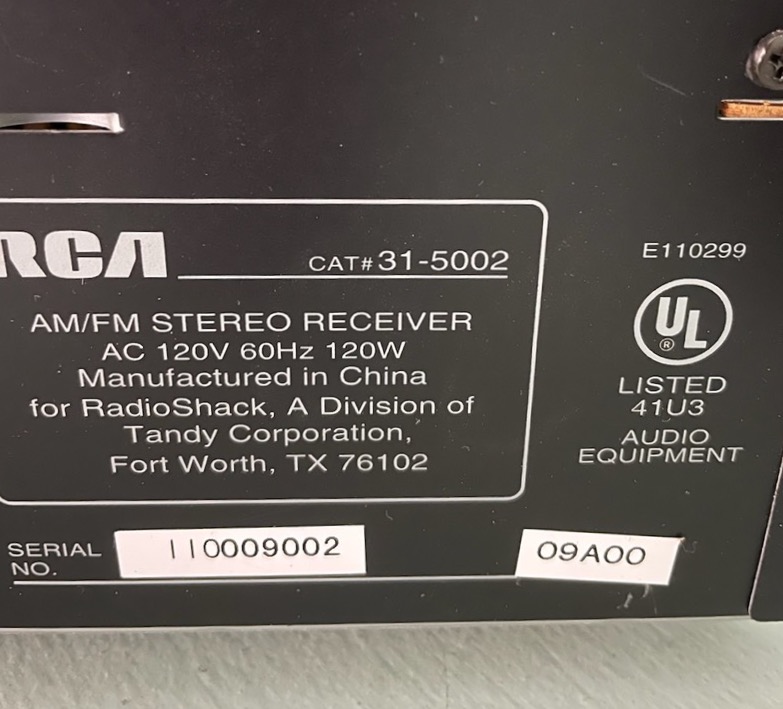 RCA CAT# 31-5002
AM/FM STEREO RECEIVER
AC 120V 60Hz 120W
Manufactured in China
for RadioShack, A Division of
Tandy Corporation,
Fort Worth, TX 76102
E110299
UL
®
LISTED
41U3
AUDIO
EQUIPMENT
SERIAL
NO.
110009002
09A00